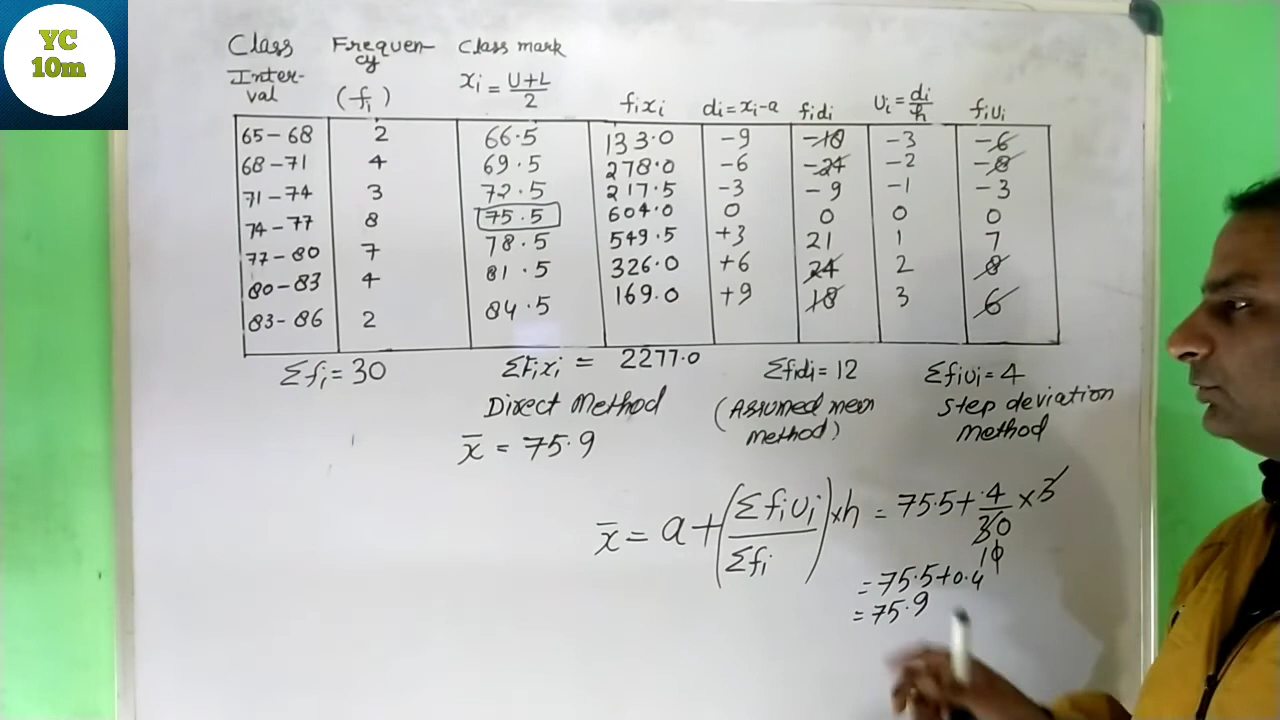 YC
10m
Class Inter-val
Frequen-cy (fi)
Class mark xi = U+L/2
fixi
di = xi-a
fidi
ui = di/h
fiui
65-68 2 66.5 133.0 -9 -18 -3 -6
68-71 4 69.5 278.0 -6 -24 -2 -8
71-74 3 72.5 217.5 -3 -9 -1 -3
74-77 8 75.5 604.0 0 0 0 0
77-80 7 78.5 549.5 +3 21 1 7
80-83 4 81.5 326.0 +6 24 2 8
83-86 2 84.5 169.0 +9 18 3 6
Σfi = 30 ΣFixi = 2277.0 Σfidi = 12 Σfiui = 4
Direct Method
x̄ = 75.9
(Assumed mean
method)
Step deviation
method
x̄ = a + (Σfiui/Σfi) × h = 75.5 + 4/30 × 3
10
= 75.5 + 0.4
= 75.9